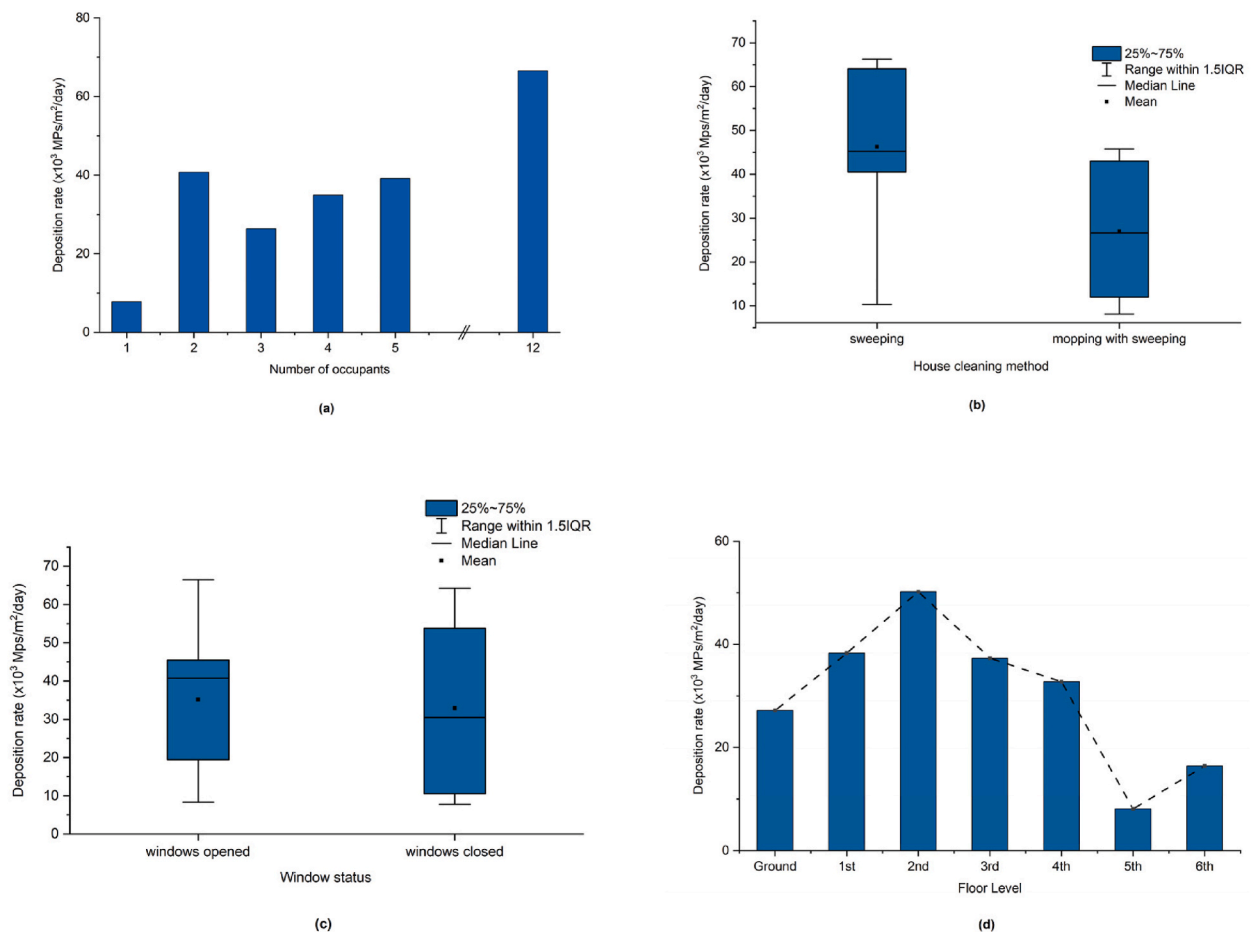 80
60
40
20
0
Deposition rate (x10³ MPs/m²/day)
1
2
3
4
5
12
Number of occupants
(a)
70
60
50
40
30
20
10
Deposition rate (x10³ Mps/m²/day)
25%~75%
Range within 1.5IQR
Median Line
Mean
sweeping
mopping with sweeping
House cleaning method
(b)
25%~75%
Range within 1.5IQR
Median Line
Mean
70
60
50
40
30
20
10
0
Deposition rate (x10³ Mps/m²/day)
windows opened
windows closed
Window status
(c)
60
40
20
0
Deposition rate (x10³ MPs/m²/day)
Ground
1st
2nd
3rd
4th
5th
6th
Floor Level
(d)